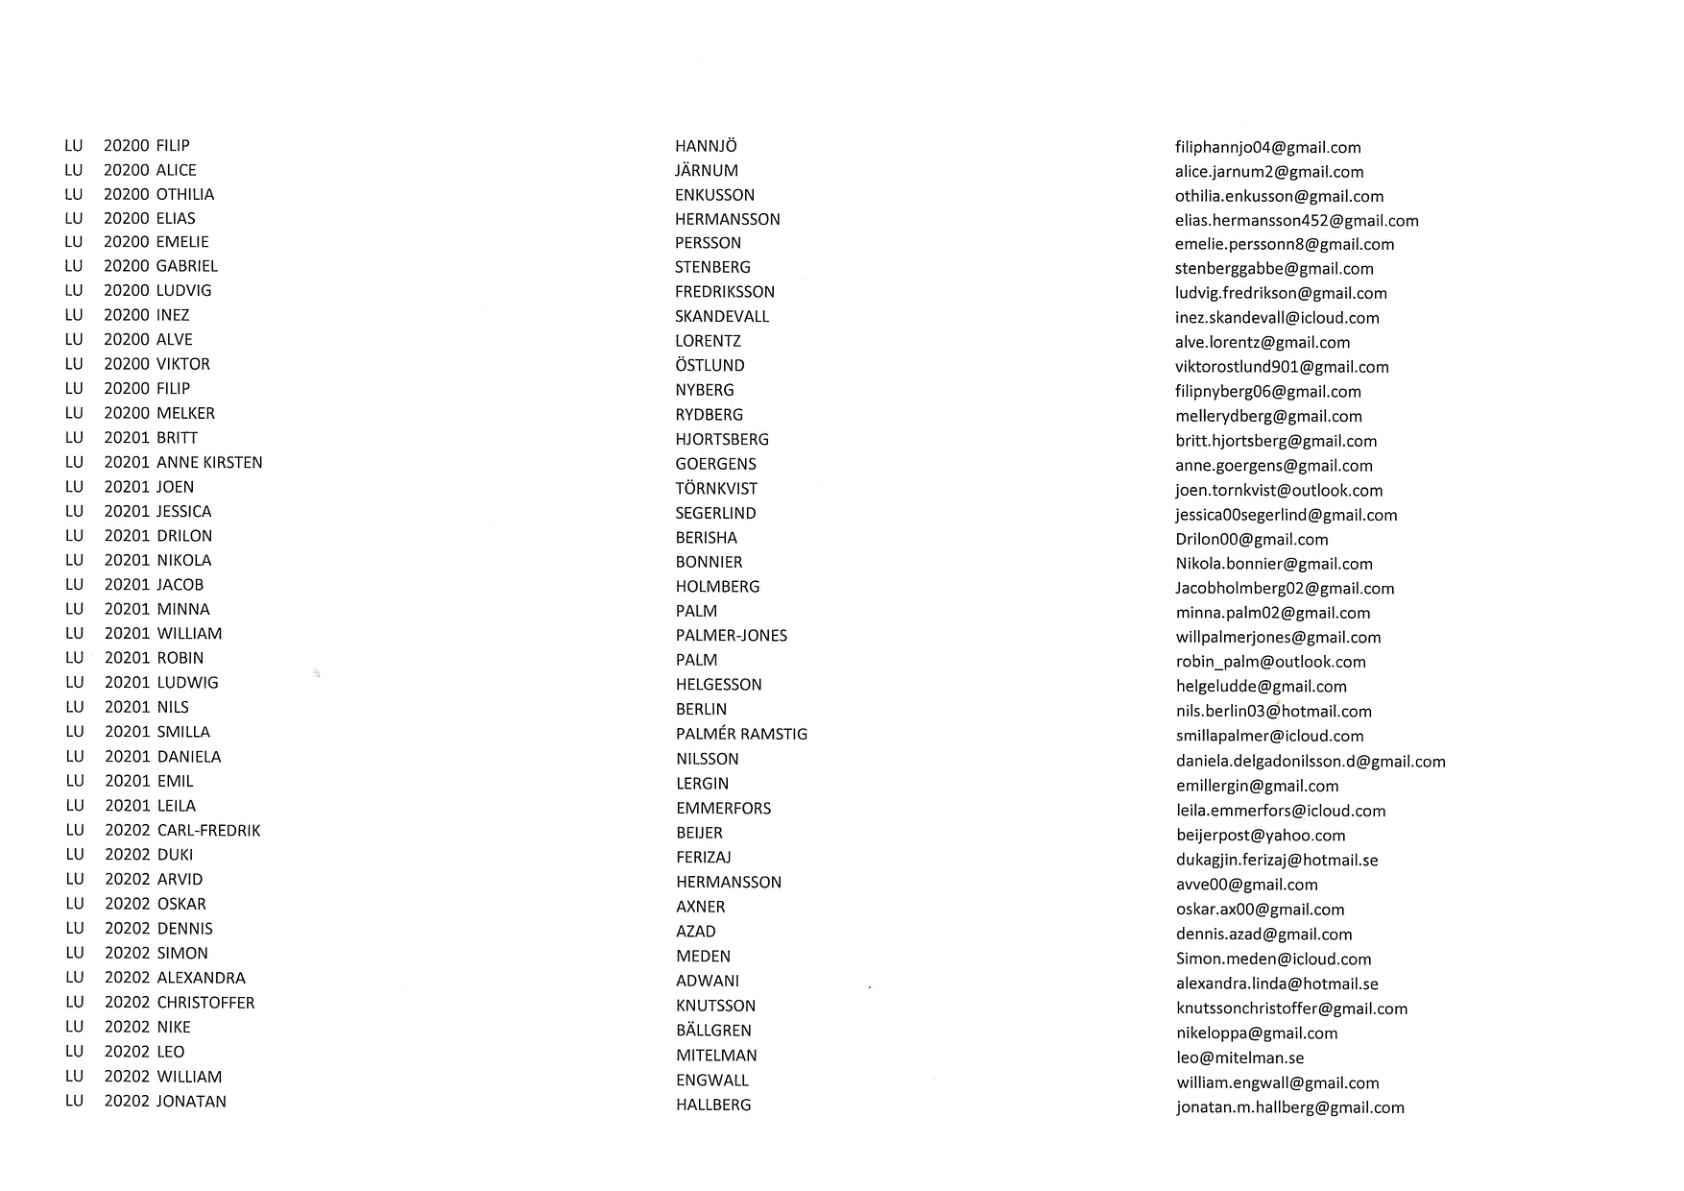 LU 20200 FILIP HANNJÖ filiphannjo04@gmail.com
LU 20200 ALICE JÄRNUM alice.jarnum2@gmail.com
LU 20200 OTHILIA ENKUSSON othilia.enkusson@gmail.com
LU 20200 ELIAS HERMANSSON elias.hermansson452@gmail.com
LU 20200 EMELIE PERSSON emelie.perssonn8@gmail.com
LU 20200 GABRIEL STENBERG stenberggabbe@gmail.com
LU 20200 LUDVIG FREDRIKSSON ludvig.fredrikson@gmail.com
LU 20200 INEZ SKANDEVALL inez.skandevall@icloud.com
LU 20200 ALVE LORENTZ alve.lorentz@gmail.com
LU 20200 VIKTOR ÖSTLUND viktorostlund901@gmail.com
LU 20200 FILIP NYBERG filipnyberg06@gmail.com
LU 20200 MELKER RYDBERG mellerydberg@gmail.com
LU 20201 BRITT HJORTSBERG britt.hjortsberg@gmail.com
LU 20201 ANNE KIRSTEN GOERGENS anne.goergens@gmail.com
LU 20201 JOEN TÖRNKVIST joen.tornkvist@outlook.com
LU 20201 JESSICA SEGERLIND jessica00segerlind@gmail.com
LU 20201 DRILON BERISHA Drilon00@gmail.com
LU 20201 NIKOLA BONNIER Nikola.bonnier@gmail.com
LU 20201 JACOB HOLMBERG Jacobholmberg02@gmail.com
LU 20201 MINNA PALM minna.palm02@gmail.com
LU 20201 WILLIAM PALMER-JONES willpalmerjones@gmail.com
LU 20201 ROBIN PALM robin_palm@outlook.com
LU 20201 LUDWIG HELGESSON helgeludde@gmail.com
LU 20201 NILS BERLIN nils.berlin03@hotmail.com
LU 20201 SMILLA PALMÉR RAMSTIG smillapalmer@icloud.com
LU 20201 DANIELA NILSSON daniela.delgadonilsson.d@gmail.com
LU 20201 EMIL LERGIN emillergin@gmail.com
LU 20201 LEILA EMMERFORS leila.emmerfors@icloud.com
LU 20202 CARL-FREDRIK BEIJER beijerpost@yahoo.com
LU 20202 DUKI FERIZAJ dukagjin.ferizaj@hotmail.se
LU 20202 ARVID HERMANSSON avve00@gmail.com
LU 20202 OSKAR AXNER oskar.ax00@gmail.com
LU 20202 DENNIS AZAD dennis.azad@gmail.com
LU 20202 SIMON MEDEN Simon.meden@icloud.com
LU 20202 ALEXANDRA ADWANI alexandra.linda@hotmail.se
LU 20202 CHRISTOFFER KNUTSSON knutssonchristoffer@gmail.com
LU 20202 NIKE BÄLLGREN nikeloppa@gmail.com
LU 20202 LEO MITELMAN leo@mitelman.se
LU 20202 WILLIAM ENGWALL william.engwall@gmail.com
LU 20202 JONATAN HALLBERG jonatan.m.hallberg@gmail.com